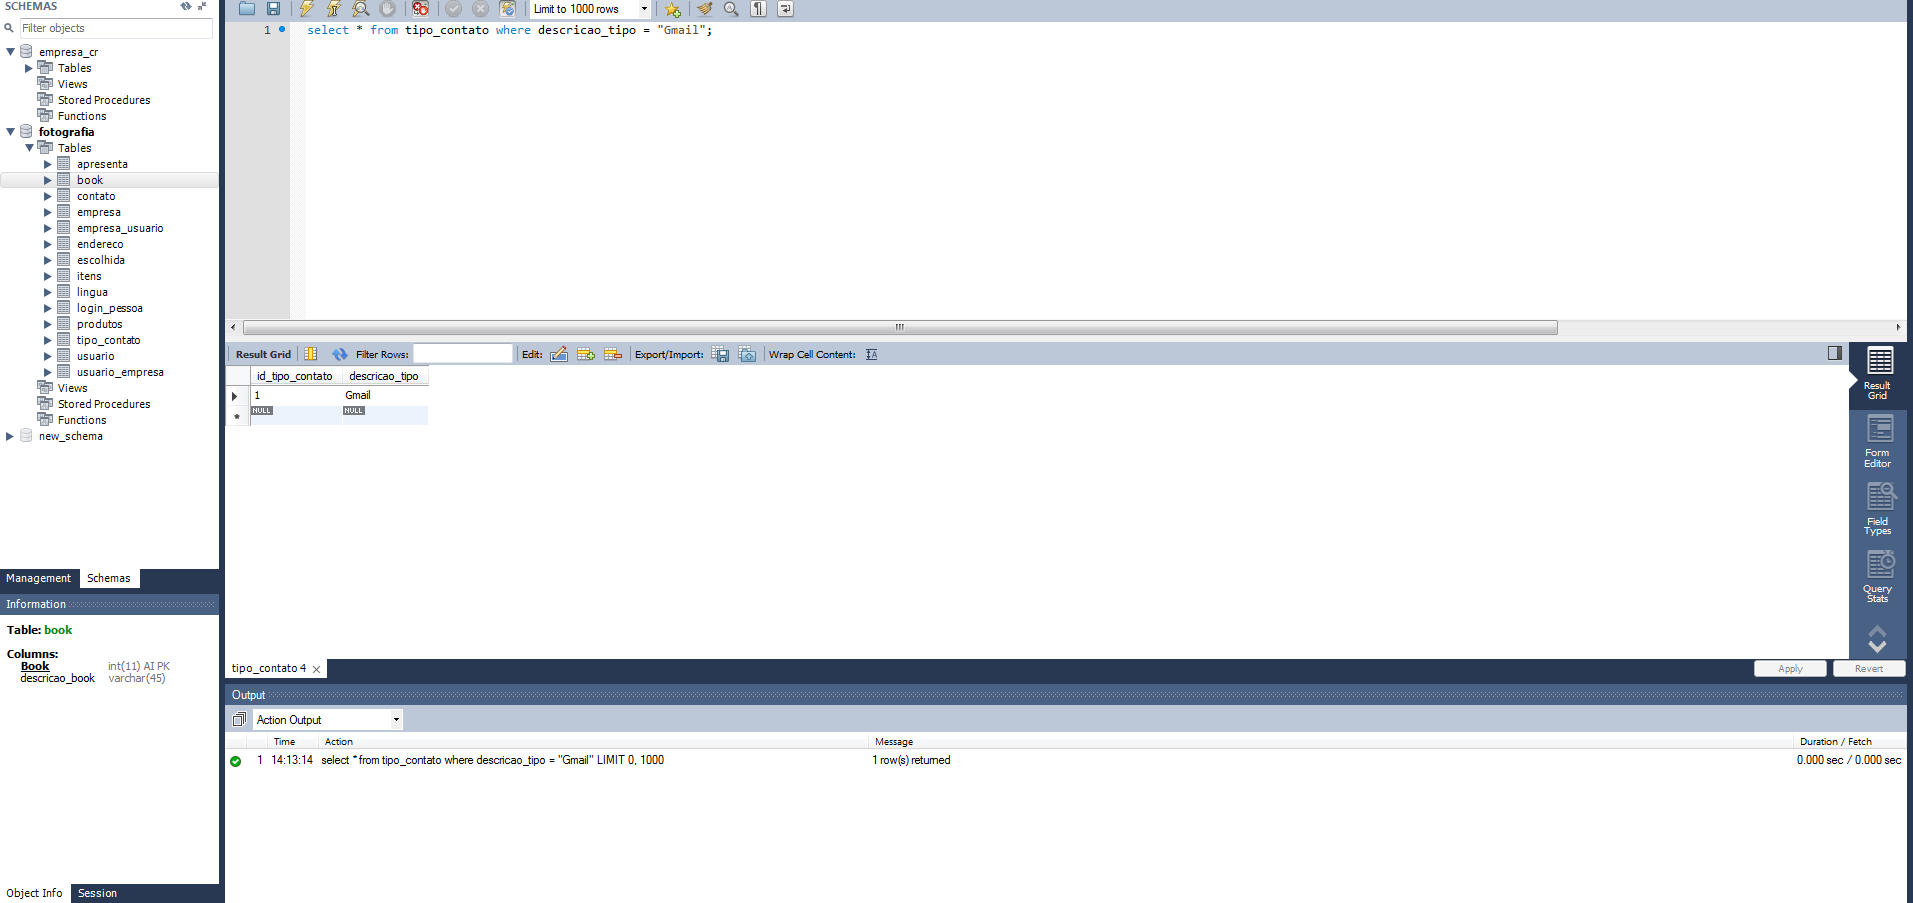 SCHEMAS
Filter objects
empresa_cr
Tables
Views
Stored Procedures
Functions
fotografia
Tables
apresenta
book
contato
empresa
empresa_usuario
endereco
escolhida
itens
lingua
login_pessoa
produtos
tipo_contato
usuario
usuario_empresa
Views
Stored Procedures
Functions
new_schema
Management Schemas
Information
Table: book
Columns:
Book int(11) AI PK
descricao_book varchar(45)
Object Info Session
Limit to 1000 rows
1 select * from tipo_contato where descricao_tipo = "Gmail";
Result Grid Filter Rows: Edit: Export/Import: Wrap Cell Content:
id_tipo_contato descricao_tipo
1 Gmail
NULL NULL
Result
Grid
Form
Editor
Field
Types
Query
Stats
tipo_contato 4 Apply Revert
Output
Action Output
Time Action Message Duration / Fetch
1 14:13:14 select * from tipo_contato where descricao_tipo = "Gmail" LIMIT 0, 1000 1 row(s) returned 0.000 sec / 0.000 sec